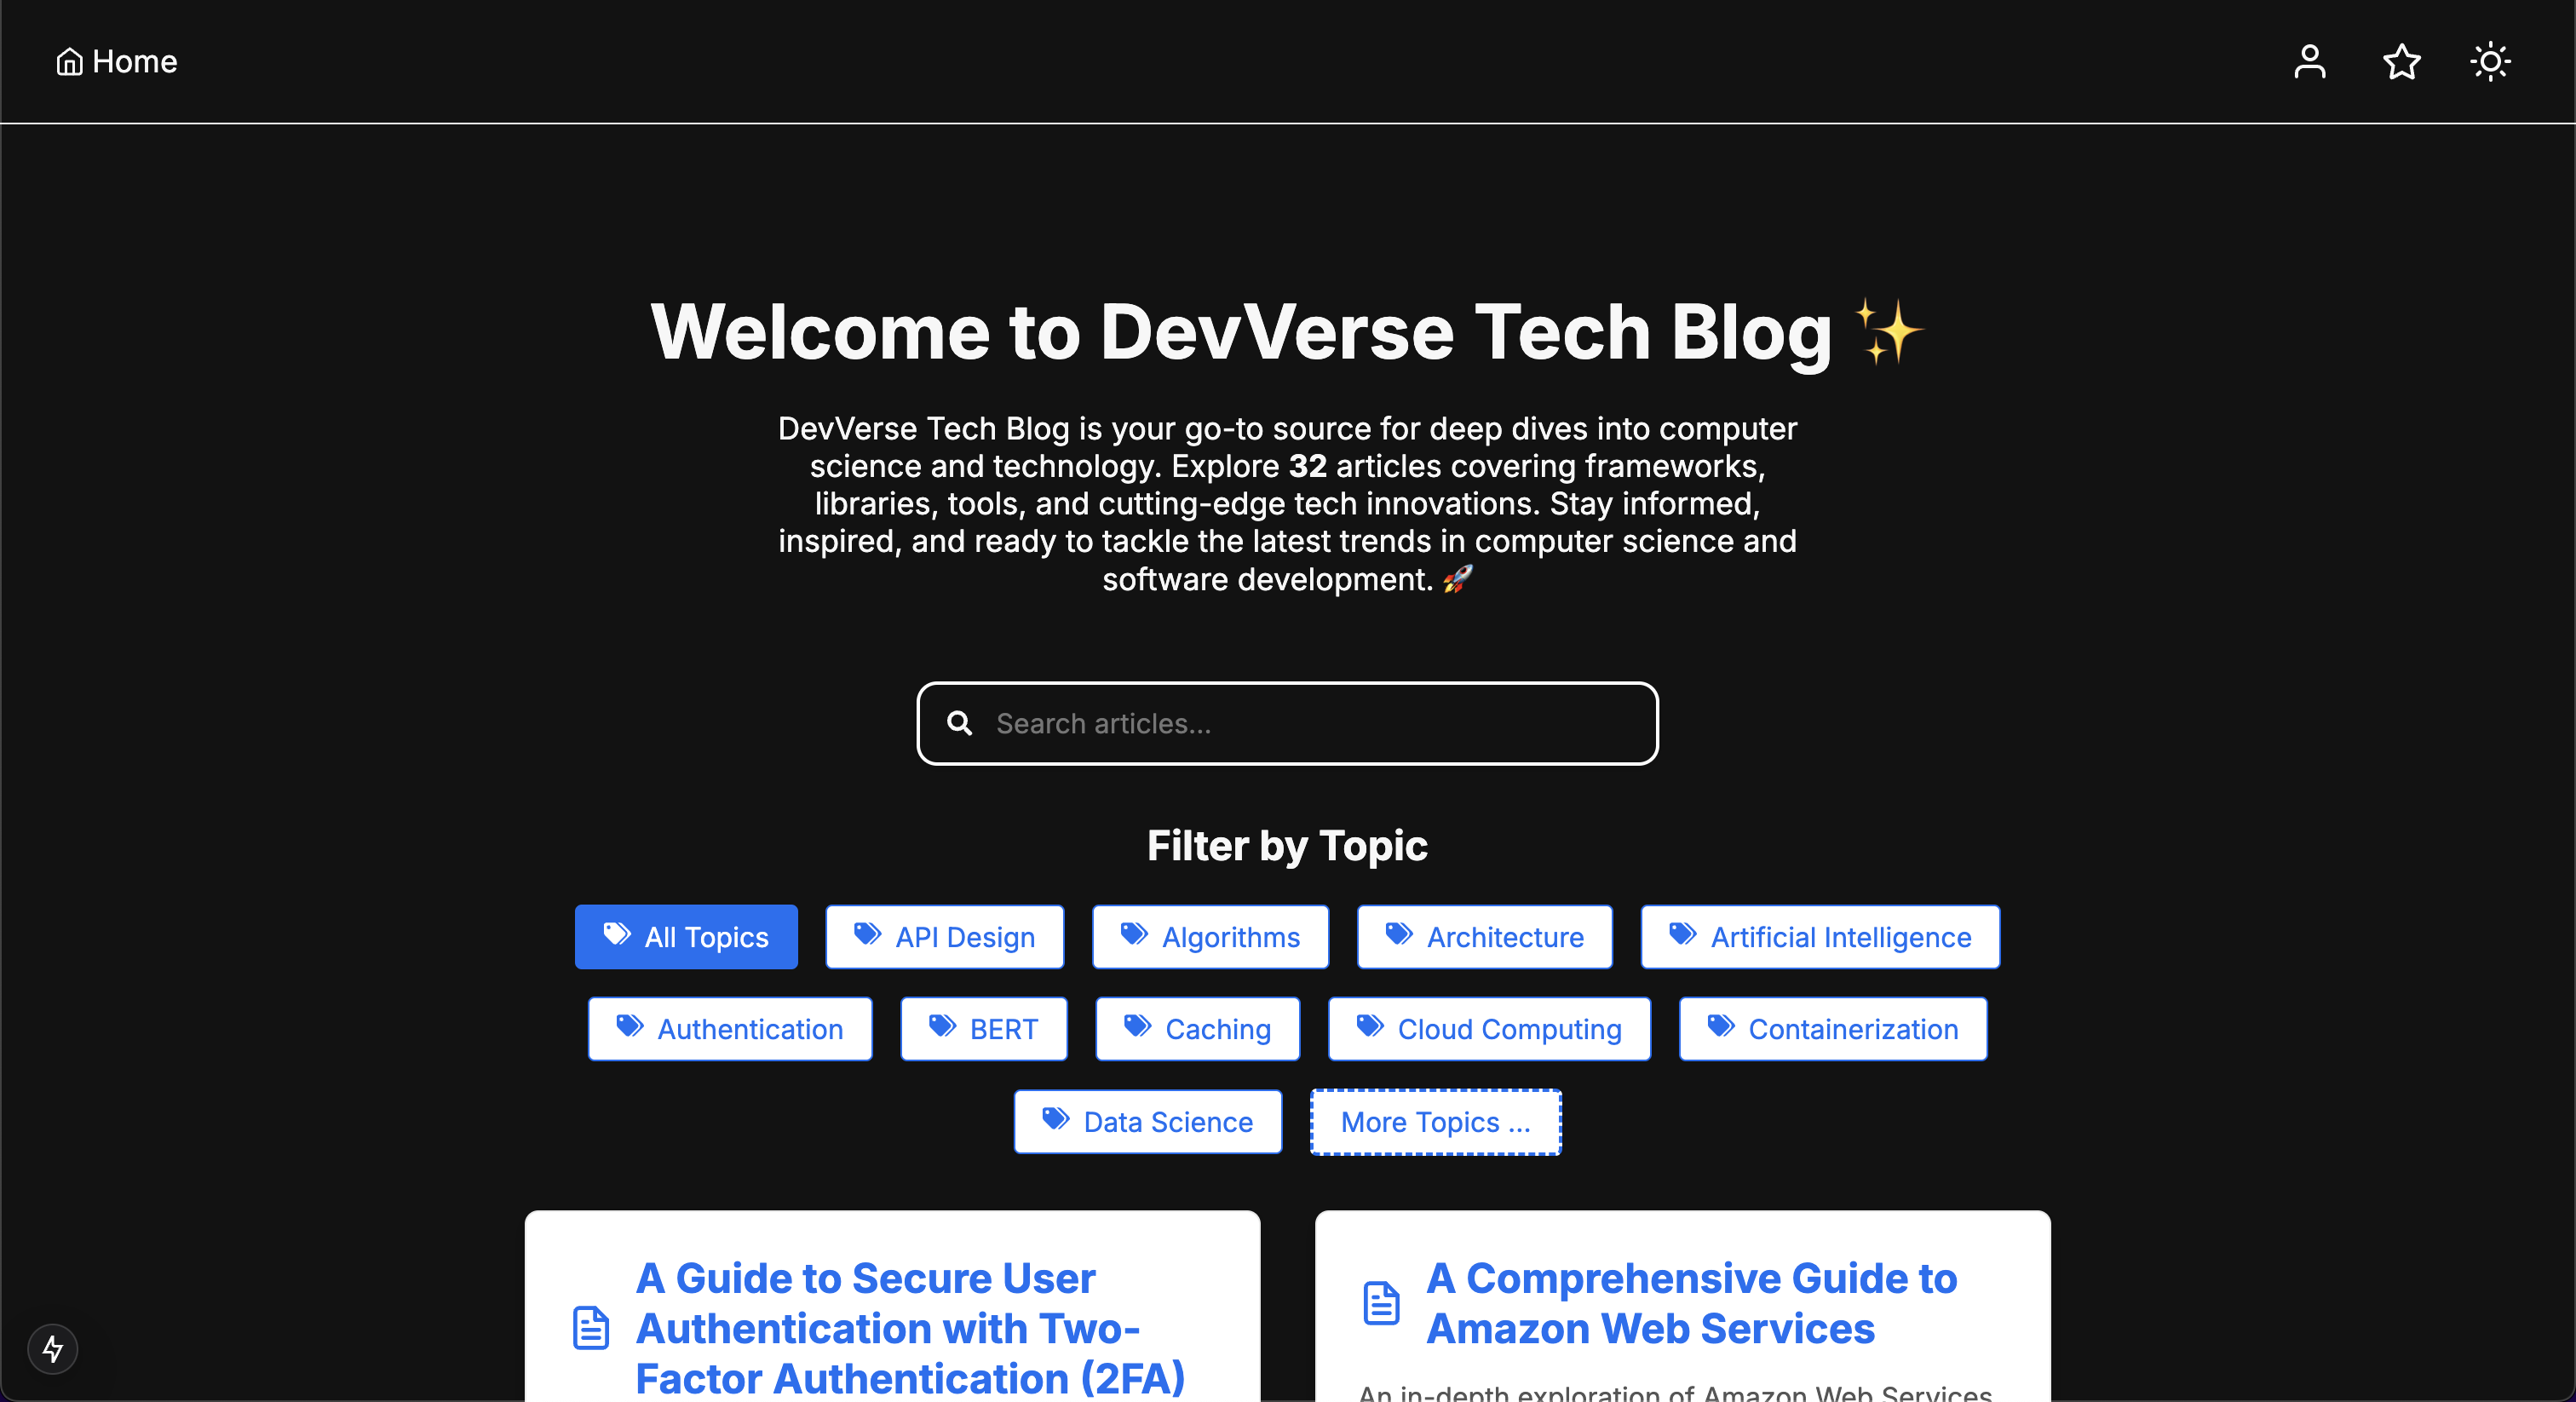 Home
Welcome to DevVerse Tech Blog ✨
DevVerse Tech Blog is your go-to source for deep dives into computer
science and technology. Explore 32 articles covering frameworks,
libraries, tools, and cutting-edge tech innovations. Stay informed,
inspired, and ready to tackle the latest trends in computer science and
software development. 🚀
Search articles...
Filter by Topic
All Topics
API Design
Algorithms
Architecture
Artificial Intelligence
Authentication
BERT
Caching
Cloud Computing
Containerization
Data Science
More Topics ...
A Guide to Secure User
Authentication with Two-
Factor Authentication (2FA)
A Comprehensive Guide to
Amazon Web Services
An in-depth exploration of Amazon Web Services